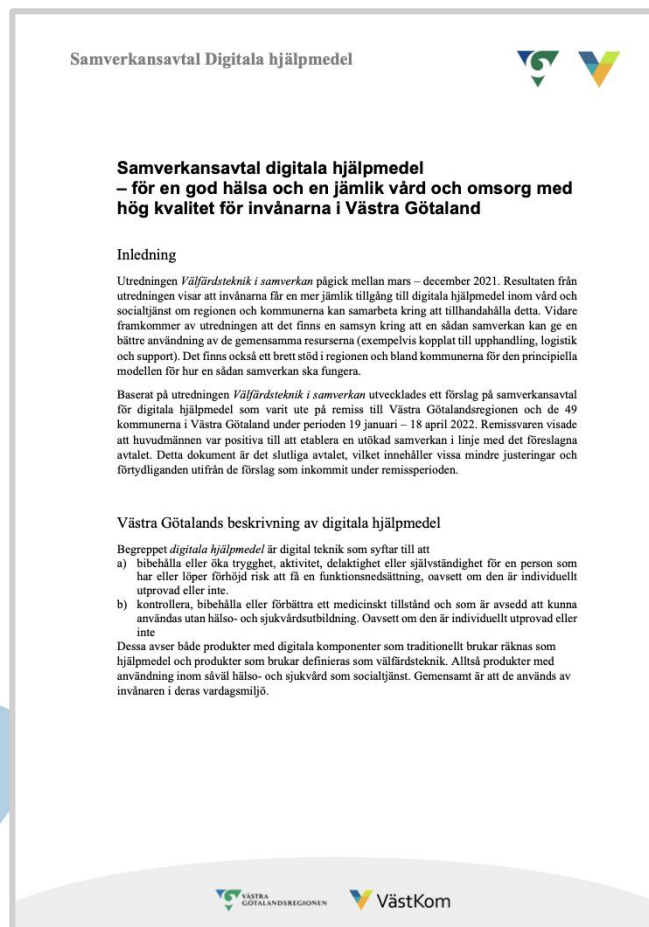 Samverkansavtal Digitala hjälpmedel
Samverkansavtal digitala hjälpmedel
– för en god hälsa och en jämlik vård och omsorg med
hög kvalitet för invånarna i Västra Götaland
Inledning
Utredningen Välfärdsteknik i samverkan pågick mellan mars – december 2021. Resultaten från
utredningen visar att invånarna får en mer jämlik tillgång till digitala hjälpmedel inom vård och
socialtjänst om regionen och kommunerna kan samarbeta kring att tillhandahålla detta. Vidare
framkommer av utredningen att det finns en samsyn kring att en sådan samverkan kan ge en
bättre användning av de gemensamma resurserna (exempelvis kopplat till upphandling, logistik
och support). Det finns också ett brett stöd i regionen och bland kommunerna för den principiella
modellen för hur en sådan samverkan ska fungera.
Baserat på utredningen Välfärdsteknik i samverkan utvecklades ett förslag på samverkansavtal
för digitala hjälpmedel som varit ute på remiss till Västra Götalandsregionen och de 49
kommunerna i Västra Götaland under perioden 19 januari – 18 april 2022. Remissvaren visade
att huvudmännen var positiva till att etablera en utökad samverkan i linje med det föreslagna
avtalet. Detta dokument är det slutliga avtalet, vilket innehåller vissa mindre justeringar och
förtydliganden utifrån de förslag som inkommit under remissperioden.
Västra Götalands beskrivning av digitala hjälpmedel
Begreppet digitala hjälpmedel är digital teknik som syftar till att
a) bibehålla eller öka trygghet, aktivitet, delaktighet eller självständighet för en person som
har eller löper förhöjd risk att få en funktionsnedsättning, oavsett om den är individuellt
utprovad eller inte.
b) kontrollera, bibehålla eller förbättra ett medicinskt tillstånd och som är avsedd att kunna
användas utan hälso- och sjukvårdsutbildning. Oavsett om den är individuellt utprovad eller
inte
Dessa avser både produkter med digitala komponenter som traditionellt brukar räknas som
hjälpmedel och produkter som brukar definieras som välfärdsteknik. Alltså produkter med
användning inom såväl hälso- och sjukvård som socialtjänst. Gemensamt är att de används av
invånaren i deras vardagsmiljö.
VÄSTRA
GÖTALANDSREGIONEN
VästKom